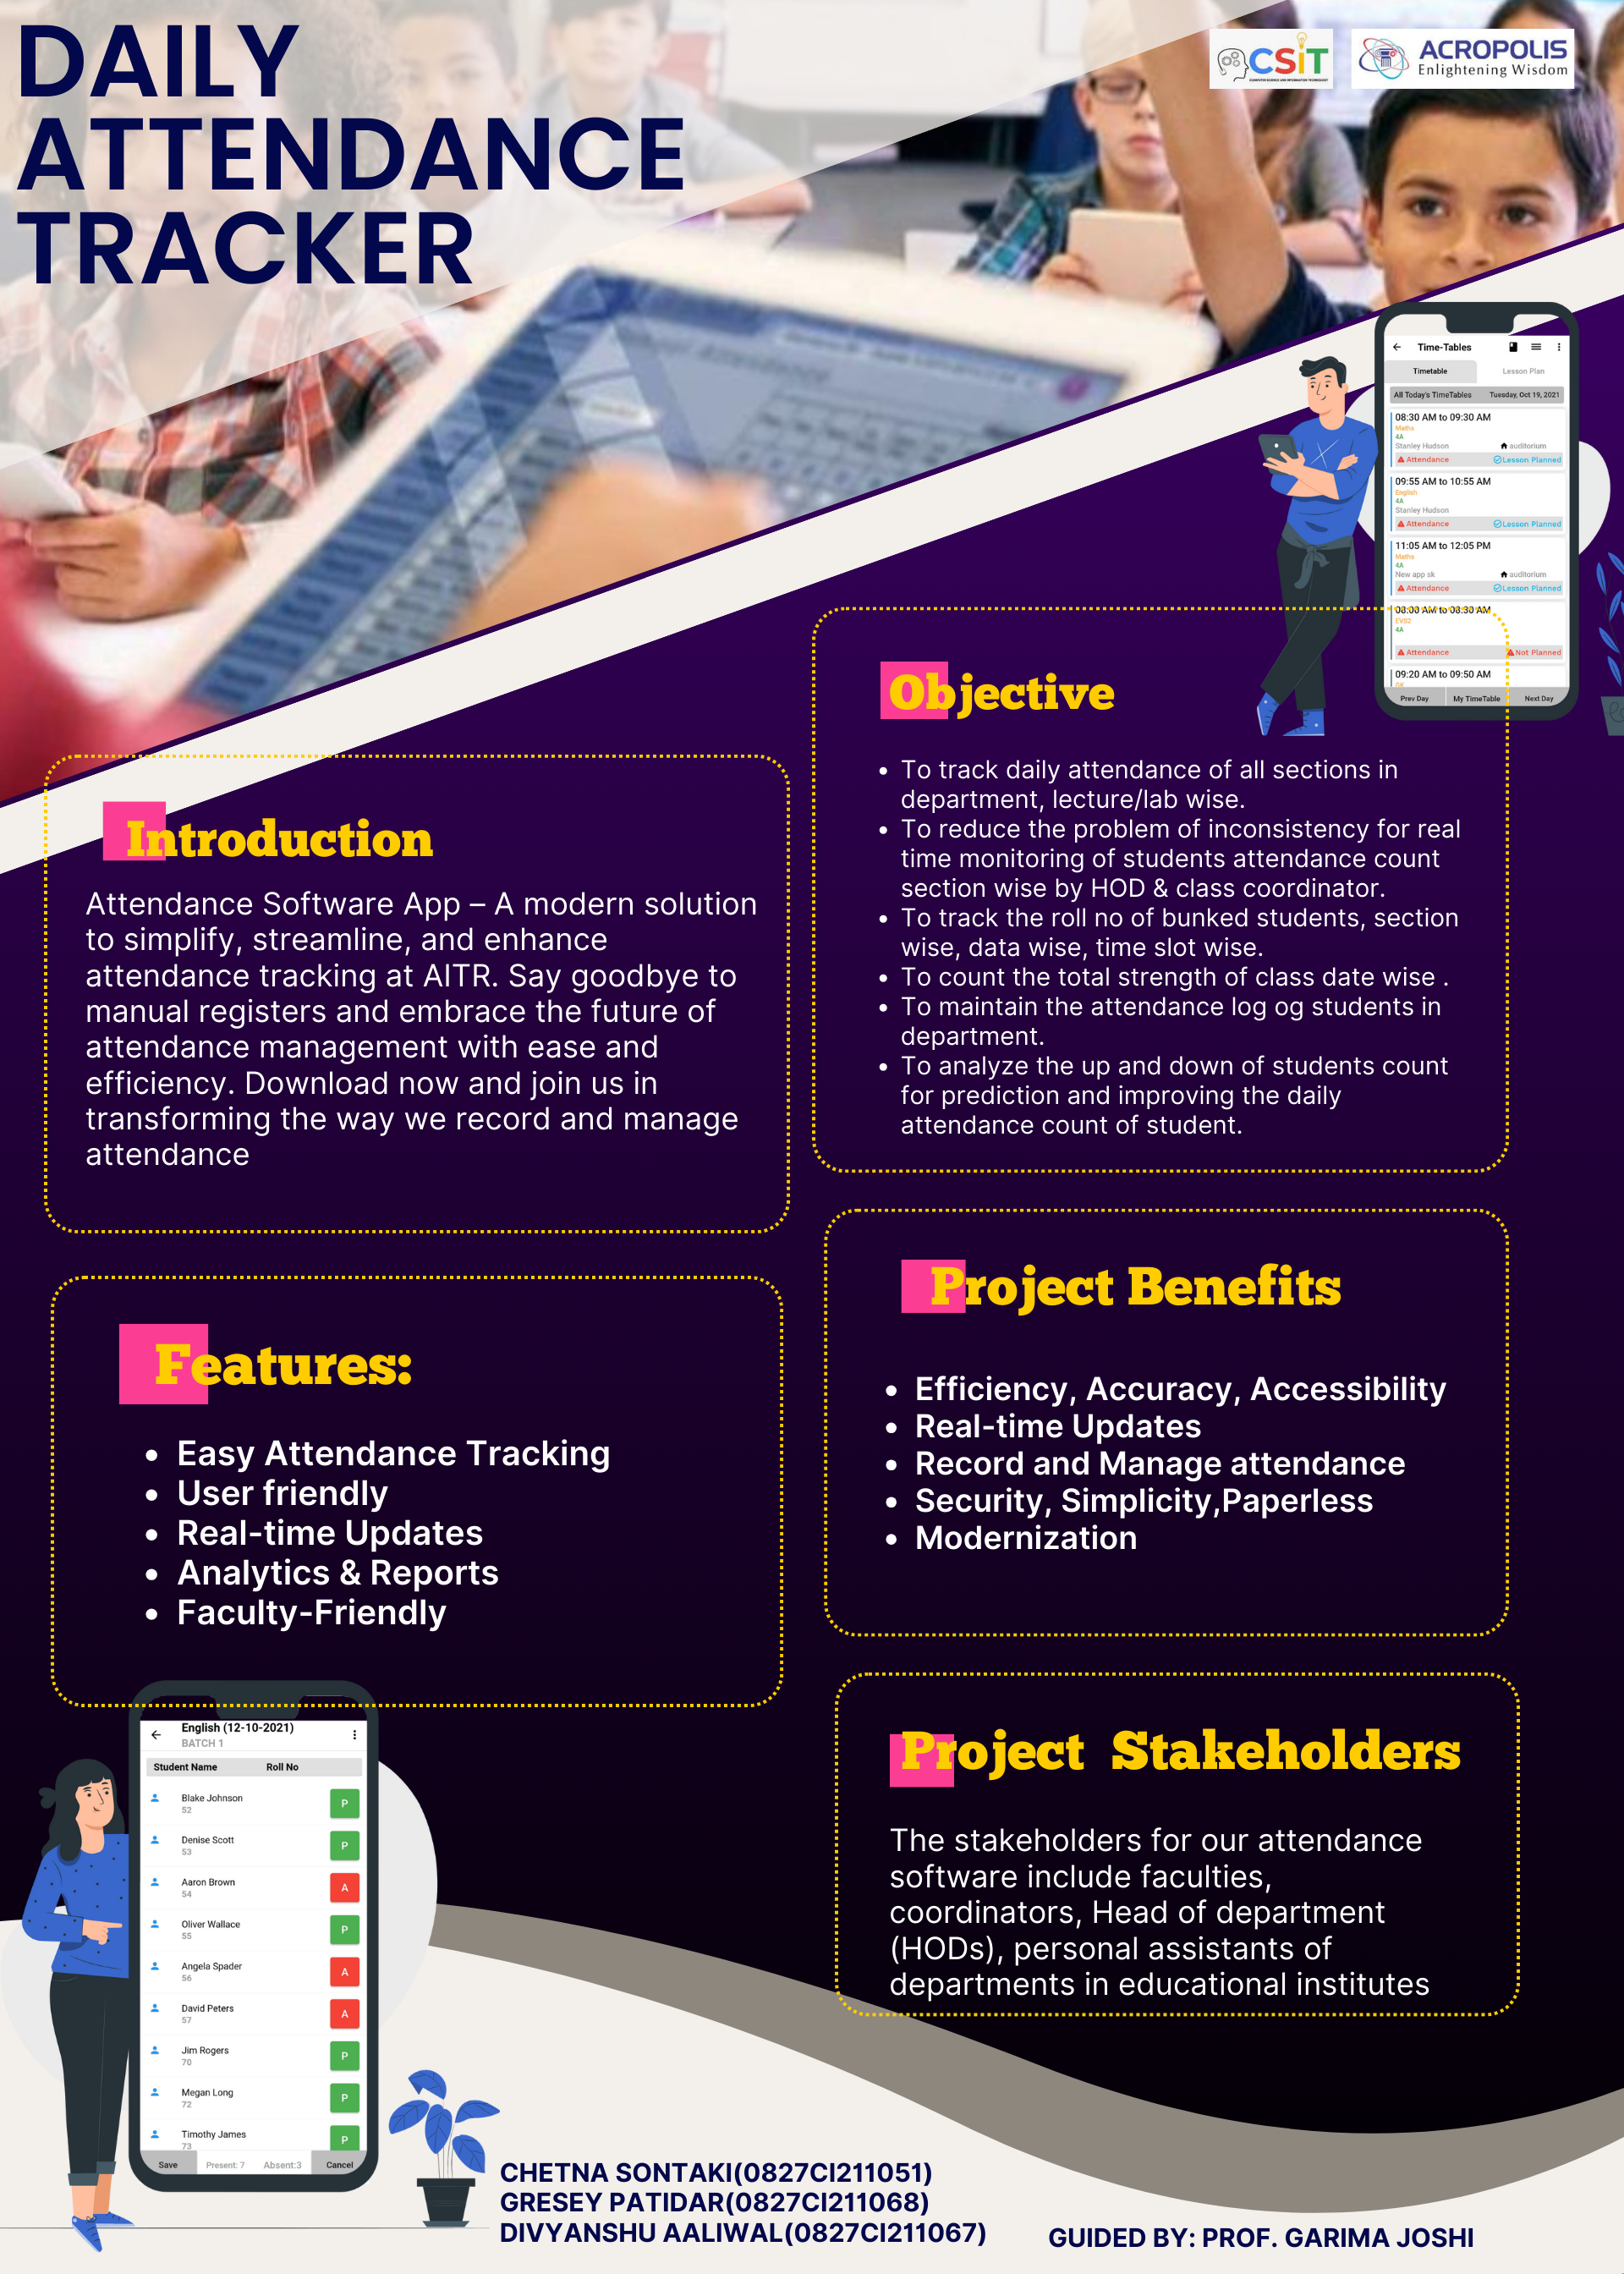 DAILY
ATTENDANCE
TRACKER
CSiT
COMPUTER SCIENCE AND INFORMATION TECHNOLOGY
ACROPOLIS
Enlightening Wisdom
Time-Tables
Timetable
Lesson Plan
All Today's TimeTables
Tuesday, Oct 19, 2021
08:30 AM to 09:30 AM
Maths
4A
Stanley Hudson
auditorium
Attendance
Lesson Planned
09:55 AM to 10:55 AM
English
4A
Stanley Hudson
Attendance
Lesson Planned
11:05 AM to 12:05 PM
Maths
4A
New app sk
auditorium
Attendance
Lesson Planned
08:00 AM to 08:30 AM
EVS2
4A
Attendance
Not Planned
09:20 AM to 09:50 AM
Prev Day
My TimeTable
Next Day
Objective
• To track daily attendance of all sections in
department, lecture/lab wise.
• To reduce the problem of inconsistency for real
time monitoring of students attendance count
section wise by HOD & class coordinator.
• To track the roll no of bunked students, section
wise, data wise, time slot wise.
• To count the total strength of class date wise .
• To maintain the attendance log og students in
department.
• To analyze the up and down of students count
for prediction and improving the daily
attendance count of student.
Introduction
Attendance Software App – A modern solution
to simplify, streamline, and enhance
attendance tracking at AITR. Say goodbye to
manual registers and embrace the future of
attendance management with ease and
efficiency. Download now and join us in
transforming the way we record and manage
attendance
Project Benefits
• Efficiency, Accuracy, Accessibility
• Real-time Updates
• Record and Manage attendance
• Security, Simplicity,Paperless
• Modernization
Features:
• Easy Attendance Tracking
• User friendly
• Real-time Updates
• Analytics & Reports
• Faculty-Friendly
Project Stakeholders
The stakeholders for our attendance
software include faculties,
coordinators, Head of department
(HODs), personal assistants of
departments in educational institutes
English (12-10-2021)
BATCH 1
Student Name
Roll No
Blake Johnson
52
P
Denise Scott
53
P
Aaron Brown
54
A
Oliver Wallace
55
P
Angela Spader
56
A
David Peters
57
A
Jim Rogers
70
P
Megan Long
72
P
Timothy James
73
P
Save
Present: 7
Absent:3
Cancel
CHETNA SONTAKI(0827CI211051)
GRESEY PATIDAR(0827CI211068)
DIVYANSHU AALIWAL(0827CI211067)
GUIDED BY: PROF. GARIMA JOSHI